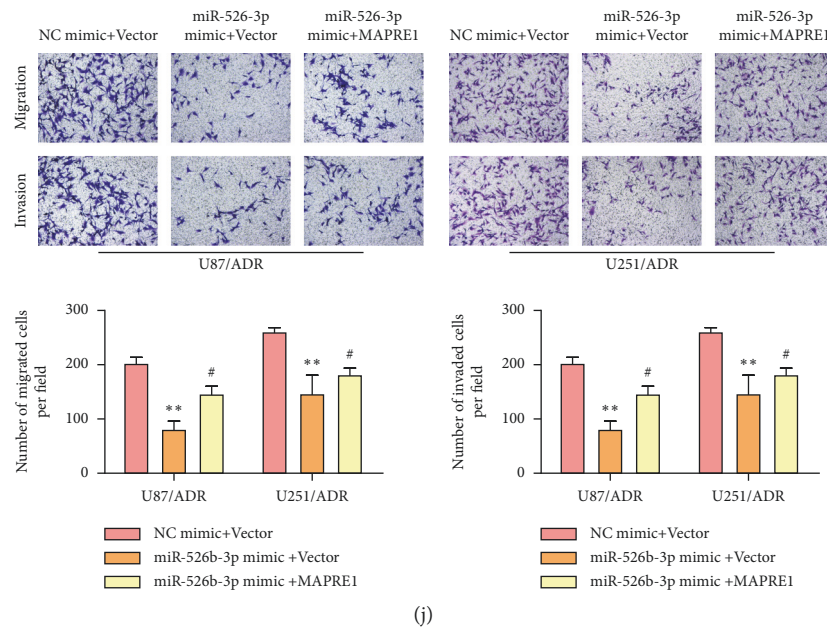 NC mimic+Vector
miR-526-3p
mimic+Vector
miR-526-3p
mimic+MAPRE1
NC mimic+Vector
miR-526-3p
mimic+Vector
miR-526-3p
mimic+MAPRE1
Migration
Invasion
U87/ADR
U251/ADR
Number of migrated cells
per field
300
200
100
0
**
#
**
#
U87/ADR
U251/ADR
NC mimic+Vector
miR-526b-3p mimic +Vector
miR-526b-3p mimic +MAPRE1
Number of invaded cells
per field
300
200
100
0
**
#
**
#
U87/ADR
U251/ADR
NC mimic+Vector
miR-526b-3p mimic +Vector
miR-526b-3p mimic +MAPRE1
(j)